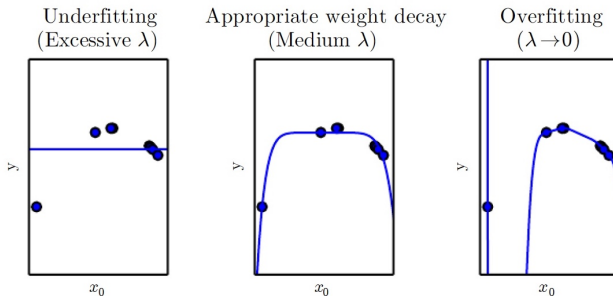 Underfitting
(Excessive λ)
Appropriate weight decay
(Medium λ)
Overfitting
(λ→0)
y
x₀
y
x₀
y
x₀